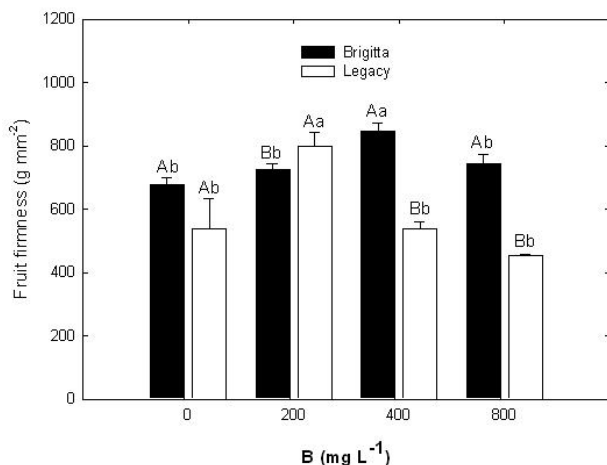 1200
1000
800
600
400
200
0
Fruit firmness (g mm-2)
Brigitta
Legacy
Ab Ab Bb Aa Aa Bb Ab Bb
0 200 400 800
B (mg L-1)